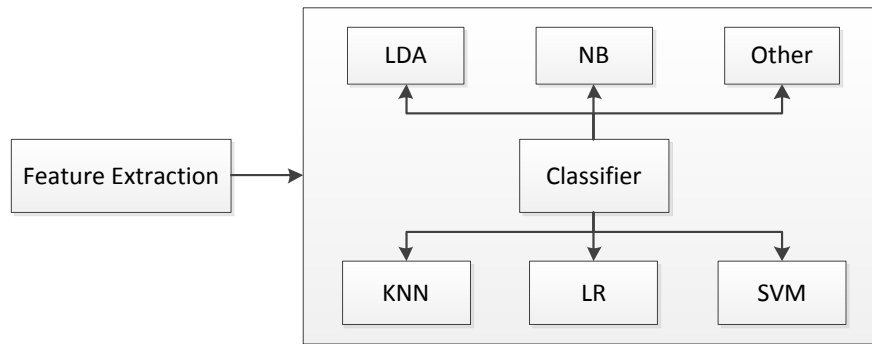 LDA
NB
Other
Feature Extraction
Classifier
KNN
LR
SVM